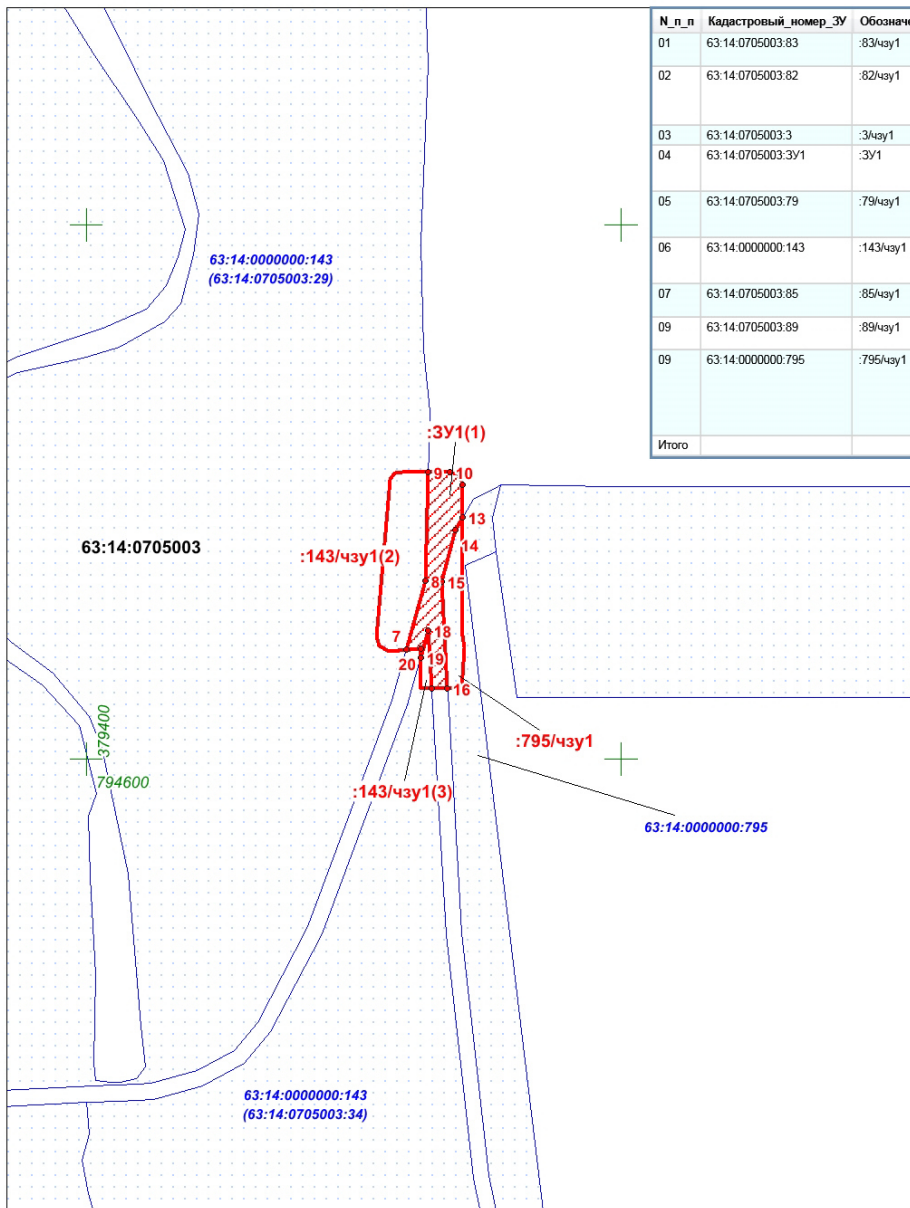 N_п_п Кадастровый_номер_ЗУ Обозначе
01 63:14:0705003:83 :83/чзу1
02 63:14:0705003:82 :82/чзу1
03 63:14:0705003:3 :3/чзу1
04 63:14:0705003:ЗУ1 :ЗУ1
05 63:14:0705003:79 :79/чзу1
06 63:14:0000000:143 :143/чзу1
07 63:14:0705003:85 :85/чзу1
09 63:14:0705003:89 :89/чзу1
09 63:14:0000000:795 :795/чзу1
Итого
63:14:0000000:143
(63:14:0705003:29)
:ЗУ1(1)
9 10
13
63:14:0705003
:143/чзу1(2)
14
8 15
7 18
20 19
16
379400
794600
:795/чзу1
:143/чзу1(3)
63:14:0000000:795
63:14:0000000:143
(63:14:0705003:34)